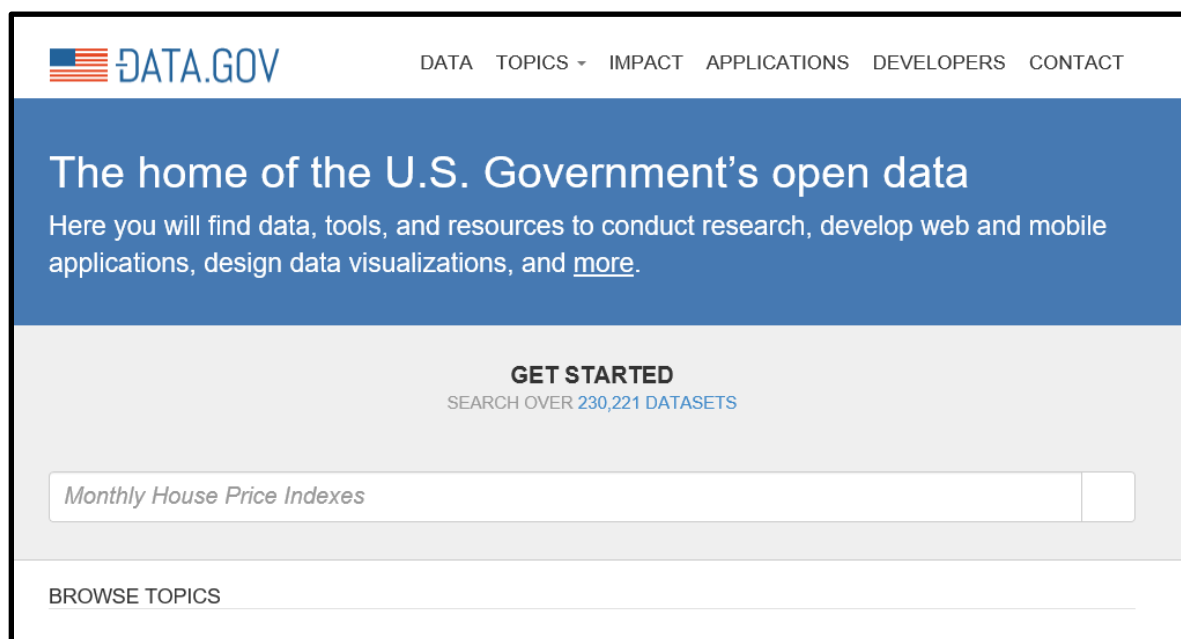 DATA.GOV
DATA TOPICS IMPACT APPLICATIONS DEVELOPERS CONTACT
The home of the U.S. Government’s open data
Here you will find data, tools, and resources to conduct research, develop web and mobile
applications, design data visualizations, and more.
GET STARTED
SEARCH OVER 230,221 DATASETS
Monthly House Price Indexes
BROWSE TOPICS